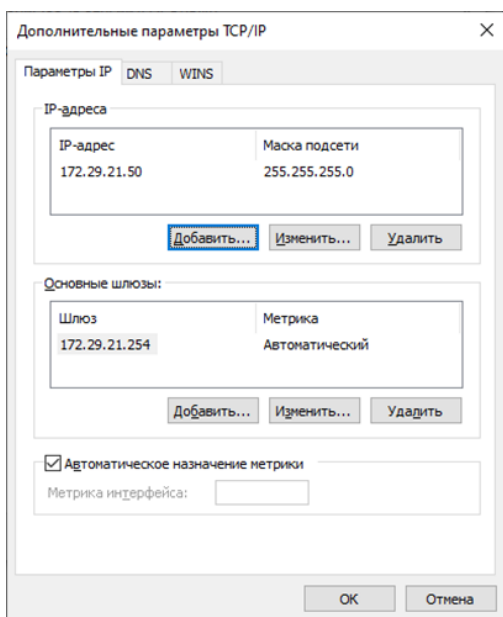 Дополнительные параметры TCP/IP
Параметры IP DNS WINS
IP-адреса
IP-адрес Маска подсети
172.29.21.50 255.255.255.0
Добавить... Изменить... Удалить
Основные шлюзы:
Шлюз Метрика
172.29.21.254 Автоматический
Добавить... Изменить... Удалить
Автоматическое назначение метрики
Метрика интерфейса:
ОК Отмена